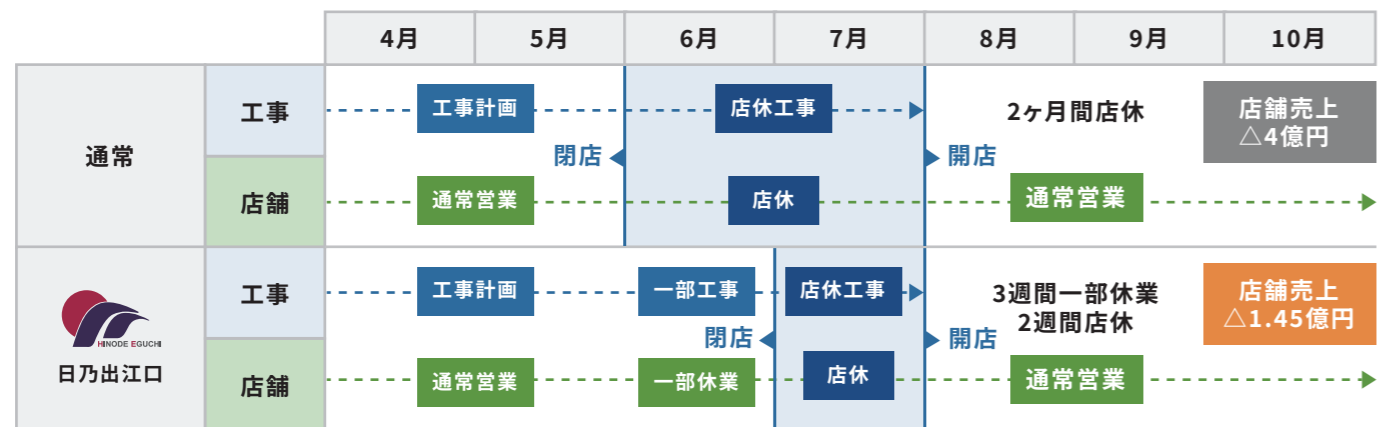 4月 5月 6月 7月 8月 9月 10月
通常
工事
工事計画
店休工事
2ヶ月間店休
店舗売上
△4億円
閉店
開店
店舗
通常営業
店休
通常営業
HINODE EGUCHI
日乃出江口
工事
工事計画
一部工事
店休工事
3週間一部休業
2週間店休
店舗売上
△1.45億円
閉店
開店
店舗
通常営業
一部休業
店休
通常営業